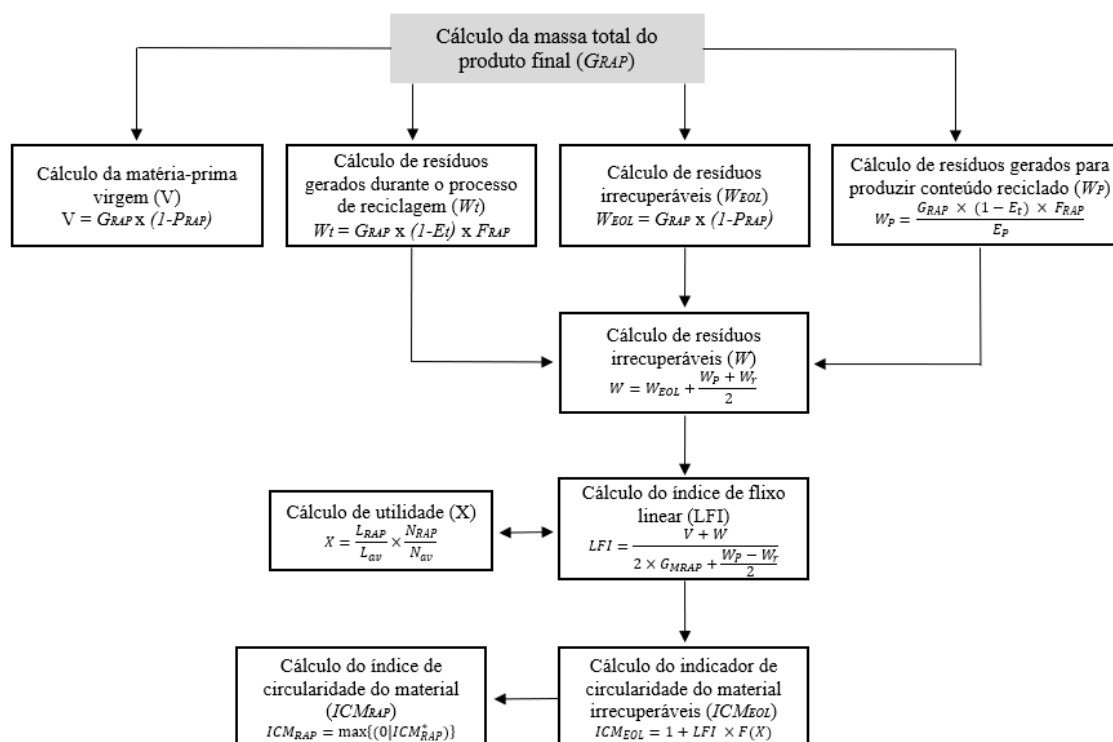 Cálculo da massa total do
produto final (GRAP)
Cálculo da matéria-prima
virgem (V)
V = GRAP x (1-PRAP)
Cálculo de resíduos
gerados durante o processo
de reciclagem (Wt)
Wt = GRAP x (1-Et) x FRAP
Cálculo de resíduos
irrecuperáveis (WEOL)
WEOL = GRAP x (1-PRAP)
Cálculo de resíduos gerados para
produzir conteúdo reciclado (WP)
WP = GRAP × (1 − Et) × FRAP / EP
Cálculo de resíduos
irrecuperáveis (W)
W = WEOL + WP + Wr / 2
Cálculo de utilidade (X)
X = LRAP / Lav × NRAP / Nav
Cálculo do índice de flixo
linear (LFI)
LFI = V + W / 2 × GMRAP + WP − Wr / 2
Cálculo do índice de
circularidade do material
(ICMRAP)
ICMRAP = max{(0|ICM*RAP)}
Cálculo do indicador de
circularidade do material
irrecuperáveis (ICMEOL)
ICMEOL = 1 + LFI × F(X)